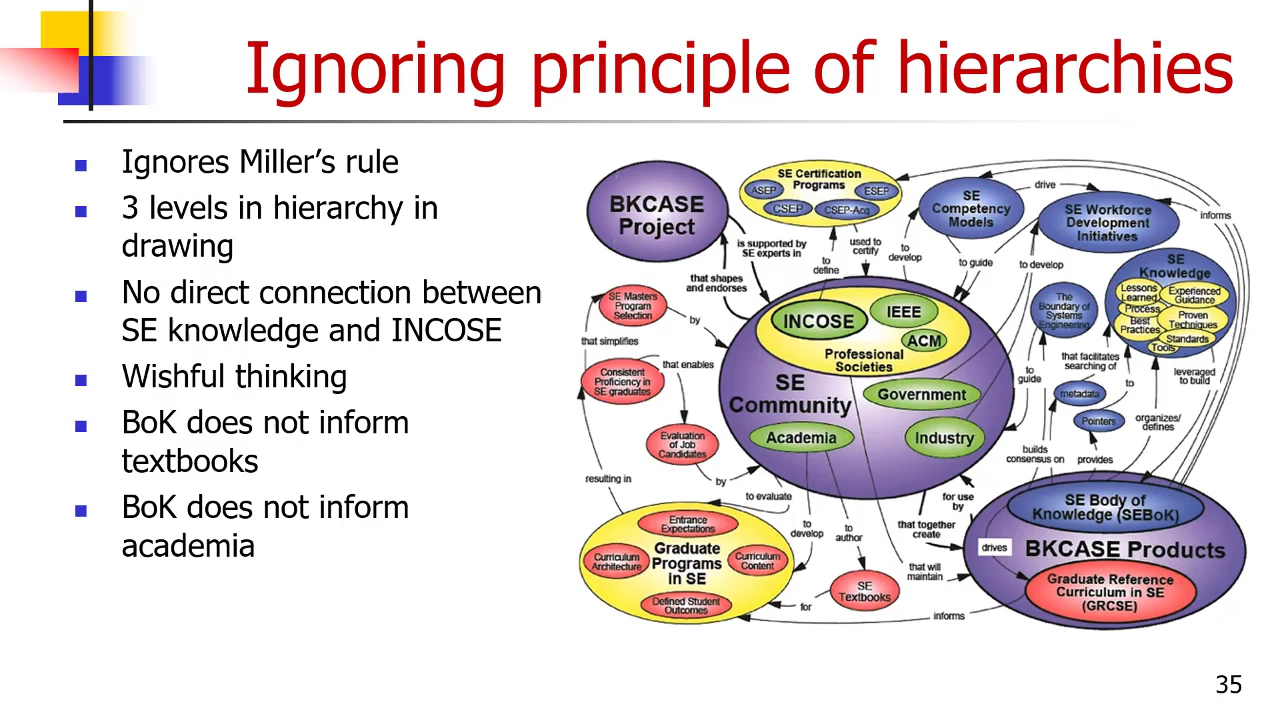 Ignoring principle of hierarchies
Ignores Miller’s rule
3 levels in hierarchy in
drawing
No direct connection between
SE knowledge and INCOSE
Wishful thinking
BoK does not inform
textbooks
BoK does not inform
academia
BKCASE
Project
SE Certification
Programs
ASEP
ESEP
CSEP
CSEP-Acq
SE
Competency
Models
drive
SE Workforce
Development
Initiatives
informs
is supported by
SE experts in
that shapes
and endorses
to
define
used to
certify
to
develop
to guide
to develop
SE
Knowledge
Lessons
Learned
Experienced
Guidance
Process
Best
Practices
Proven
Techniques
Standards
Tools
The
Boundary of
Systems
Engineering
SE Masters
Program
Selection
by
that simplifies
INCOSE
IEEE
ACM
Professional
Societies
SE
Community
Government
Academia
Industry
Consistent
Proficiency in
SE graduates
that enables
to
guide
that facilitates
searching of
metadata
to
leveraged
to build
Pointers
organizes/
defines
Evaluation
of Job
Candidates
by
builds
consensus on
provides
resulting in
to evaluate
for use
by
to
develop
to
author
that together
create
that will
maintain
drives
SE Body of
Knowledge (SEBoK)
BKCASE Products
Graduate Reference
Curriculum in SE
(GRCSE)
Entrance
Expectations
Curriculum
Architecture
Graduate
Programs
in SE
Curriculum
Content
Defined Student
Outcomes
for
SE
Textbooks
informs
35